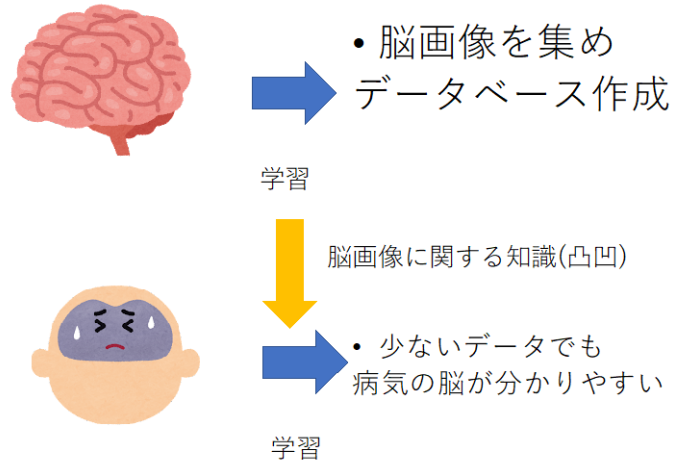 • 脳画像を集め
データベース作成
学習
脳画像に関する知識(凸凹)
• 少ないデータでも
病気の脳が分かりやすい
学習